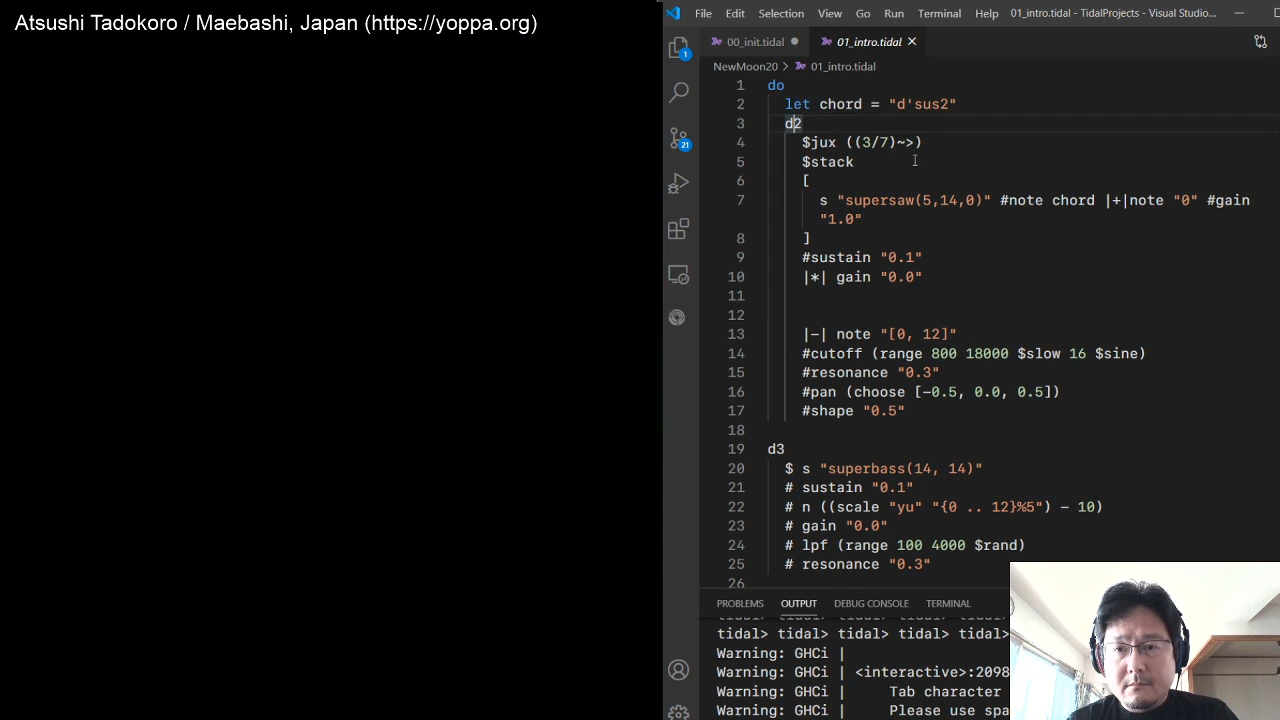 Atsushi Tadokoro / Maebashi, Japan (https://yoppa.org)
File Edit Selection View Go Run Terminal Help 01_intro.tidal - TidalProjects - Visual Studio...
00_init.tidal 01_intro.tidal
NewMoon20 > 01_intro.tidal
1 do
2 let chord = "d'sus2"
3 d2
4 $jux ((3/7)~>)
5 $stack
6 [
7 s "supersaw(5,14,0)" #note chord |+|note "0" #gain
"1.0"
8 ]
9 #sustain "0.1"
10 |*| gain "0.0"
11
12
13 |-| note "[0, 12]"
14 #cutoff (range 800 18000 $slow 16 $sine)
15 #resonance "0.3"
16 #pan (choose [-0.5, 0.0, 0.5])
17 #shape "0.5"
18
19 d3
20 $ s "superbass(14, 14)"
21 # sustain "0.1"
22 # n ((scale "yu" "{0 .. 12}%5") - 10)
23 # gain "0.0"
24 # lpf (range 100 4000 $rand)
25 # resonance "0.3"
26
1
21
PROBLEMS OUTPUT DEBUG CONSOLE TERMINAL
tidal> tidal> tidal> tidal> tidal>
Warning: GHCi |
Warning: GHCi | <interactive>:2098
Warning: GHCi | Tab character
Warning: GHCi | Please use spa